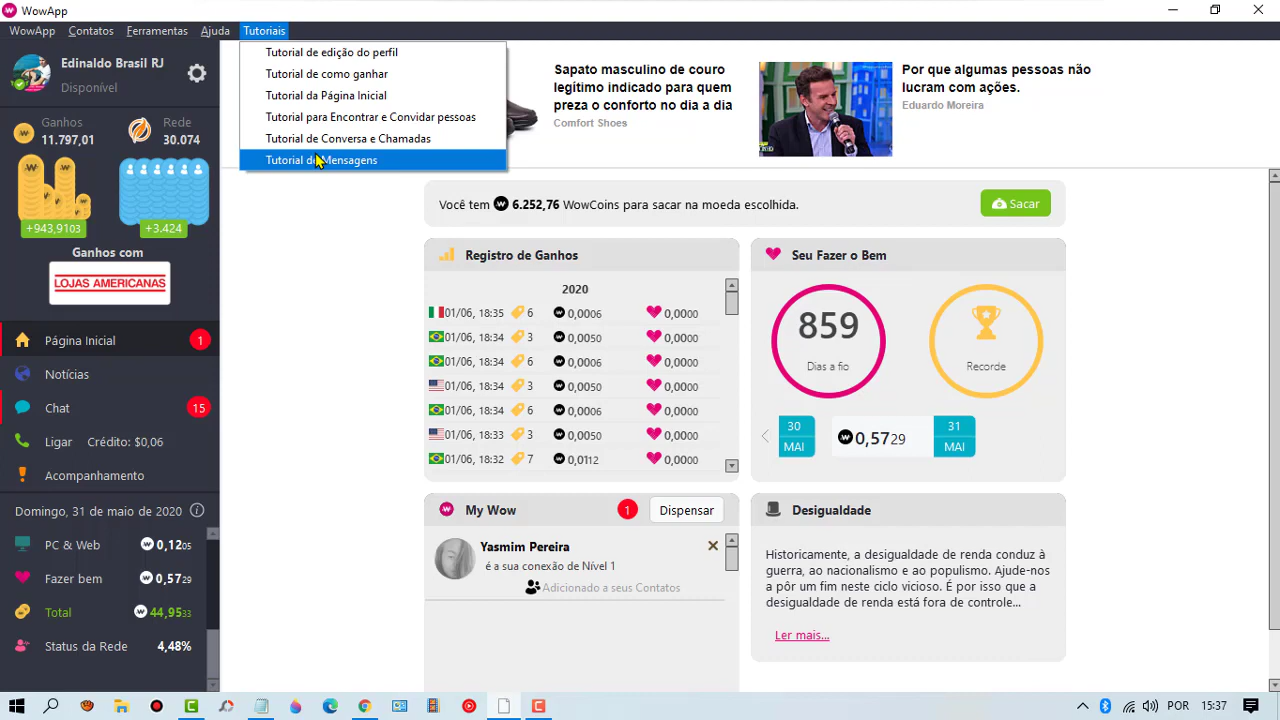 WowApp
WowApp Contatos Ferramentas Ajuda Tutoriais
Edinaldo Brasil RJ
Disponível
Tutorial de edição do perfil
Tutorial de como ganhar
Tutorial da Página Inicial
Tutorial para Encontrar e Convidar pessoas
Tutorial de Conversa e Chamadas
Tutorial de Mensagens
Sapato masculino de couro
legítimo indicado para quem
preza o conforto no dia a dia
Comfort Shoes
Por que algumas pessoas não
lucram com ações.
Eduardo Moreira
Ganhos
11.797,01
Rede
30.074
+943,9103
+3.424
Ganhos com
LOJAS AMERICANAS
Página Inicial 1
Notícias
Chat 15
Ligar Crédito: $0,06
Acompanhamento
Domingo, 31 de maio de 2020
PC & Web 0,1205
Fazer bem 0,5729
Total 44,9533
Status da Rede 4,48%
Você tem 6.252,76 WowCoins para sacar na moeda escolhida.
Sacar
Registro de Ganhos
2020
01/06, 18:35 6 0,0006 0,0000
01/06, 18:34 3 0,0050 0,0000
01/06, 18:34 6 0,0006 0,0000
01/06, 18:34 3 0,0050 0,0000
01/06, 18:34 6 0,0006 0,0000
01/06, 18:33 3 0,0050 0,0000
01/06, 18:32 7 0,0112 0,0000
Seu Fazer o Bem
859
Dias a fio
Recorde
30
MAI
0,5729
31
MAI
My Wow 1 Dispensar
Yasmim Pereira
é a sua conexão de Nível 1
Adicionado a seus Contatos
Desigualdade
Historicamente, a desigualdade de renda conduz à
guerra, ao nacionalismo e ao populismo. Ajude-nos
a pôr um fim neste ciclo vicioso. É por isso que a
desigualdade de renda está fora de controle...
Ler mais...
POR 15:37